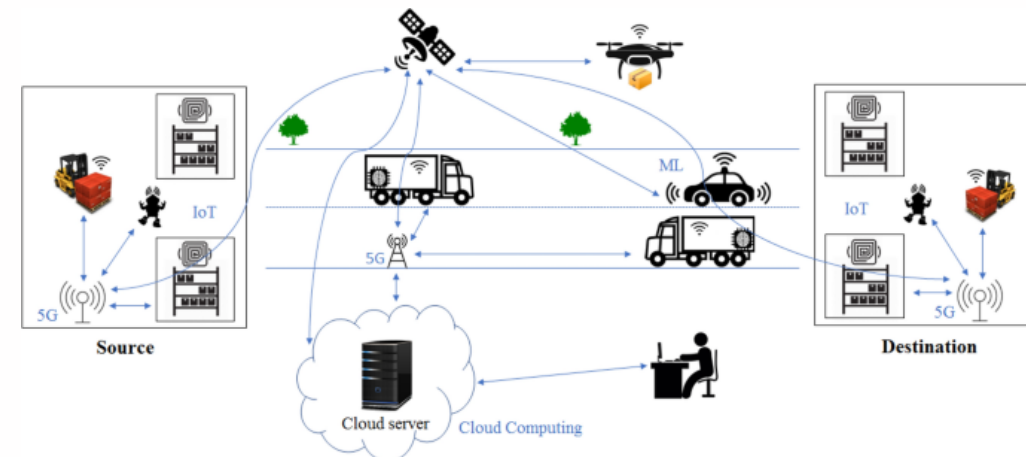 ML
IoT
IoT
5G
5G
5G
Source
Destination
Cloud server
Cloud Computing